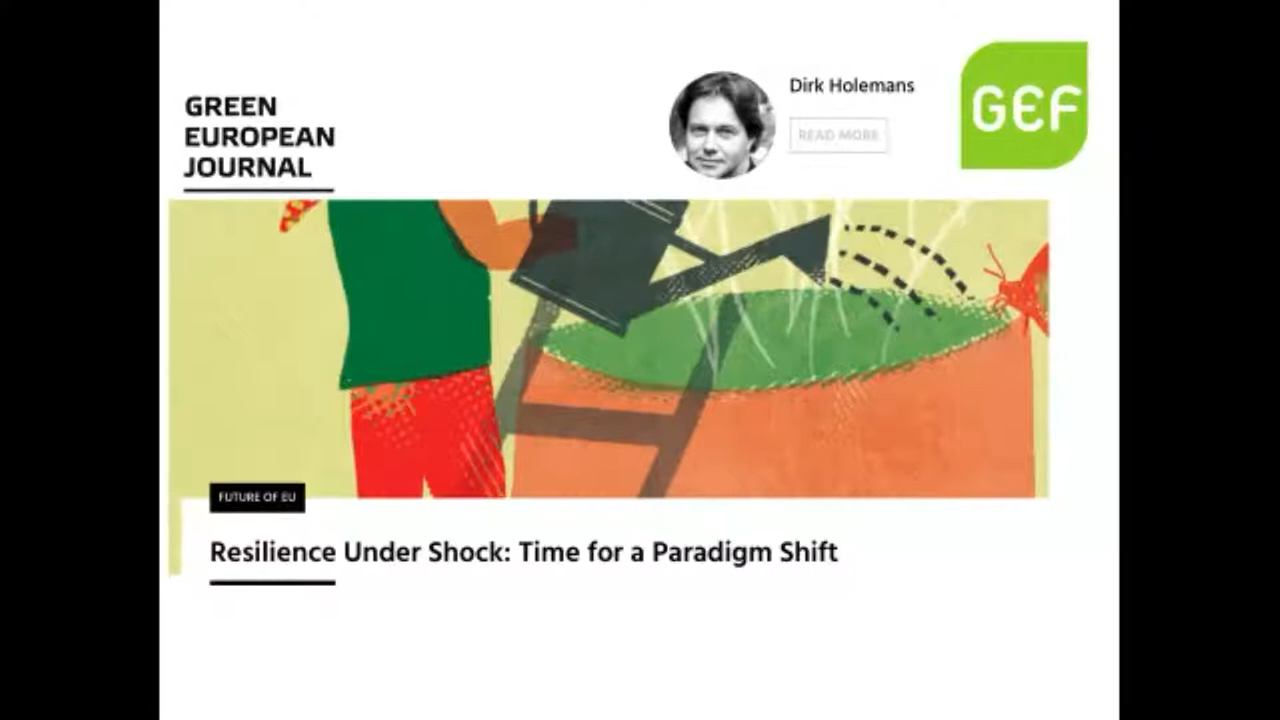 GREEN
EUROPEAN
JOURNAL
Dirk Holemans
READ MORE
GEF
FUTURE OF EU
Resilience Under Shock: Time for a Paradigm Shift